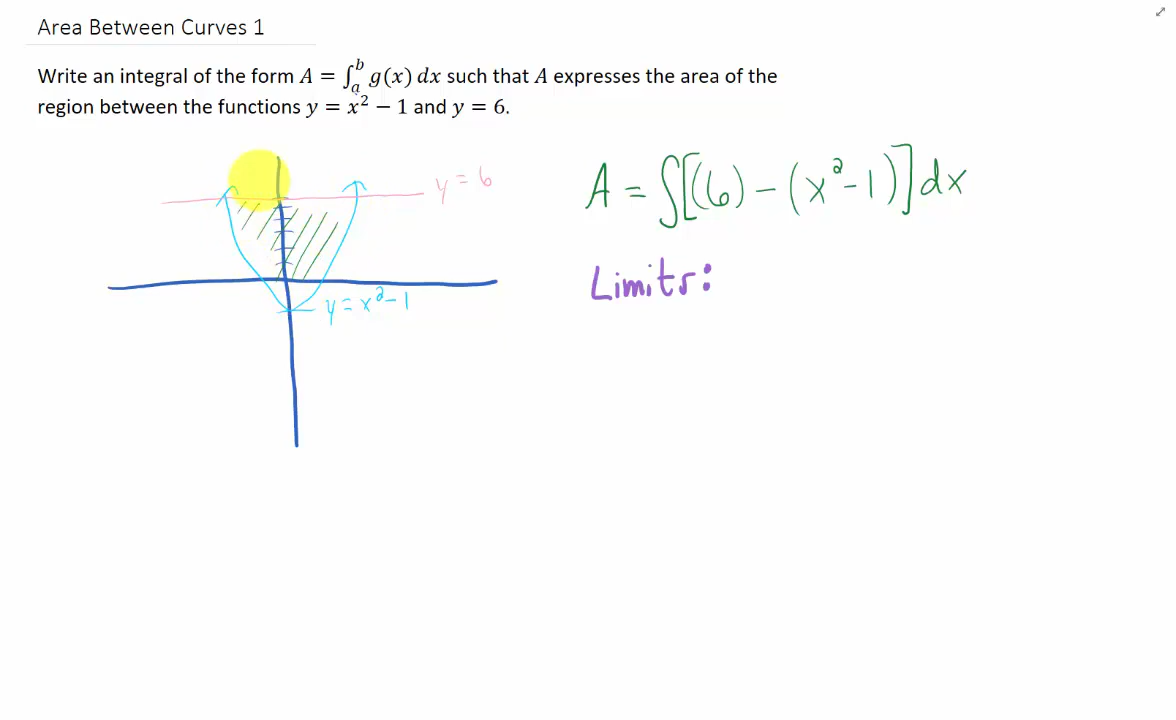 Area Between Curves 1
Write an integral of the form A = ∫ₐᵇ g(x) dx such that A expresses the area of the
region between the functions y = x² − 1 and y = 6.
y = 6
A = ∫[(6) − (x² − 1)] dx
Limits:
y = x² − 1